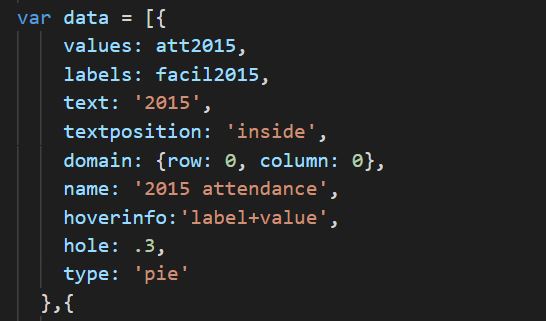 var data = [{
values: att2015,
labels: facil2015,
text: '2015',
textposition: 'inside',
domain: {row: 0, column: 0},
name: '2015 attendance',
hoverinfo:'label+value',
hole: .3,
type: 'pie'
},{